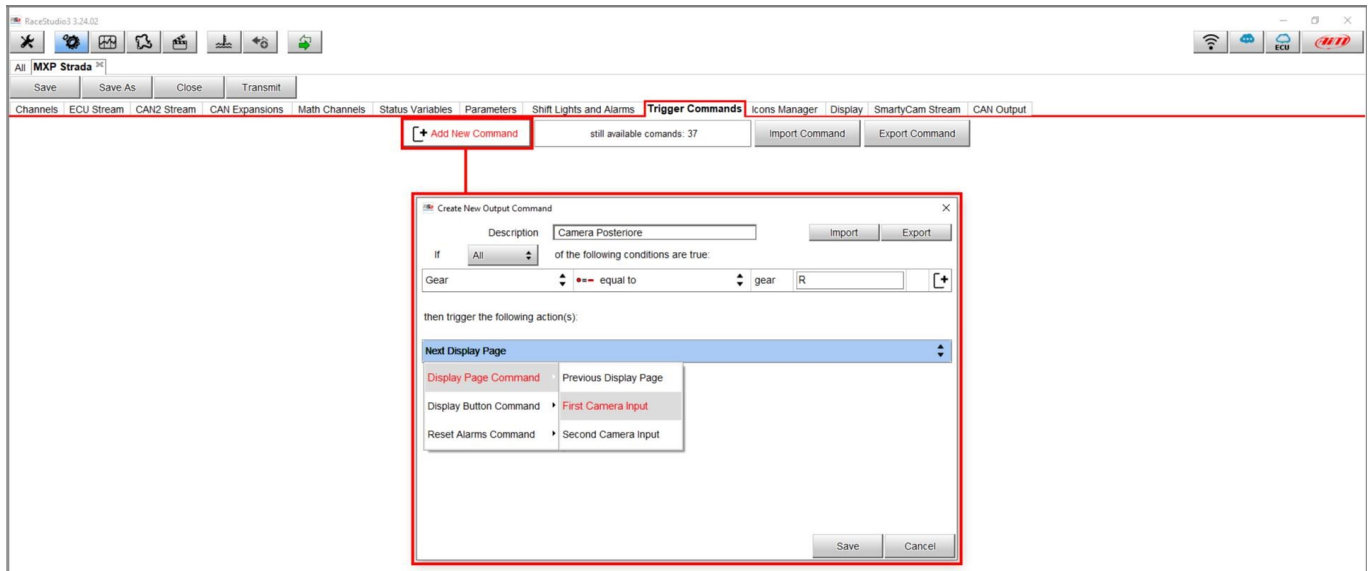 RaceStudio3 3.24.02
ECU
AiM
All MXP Strada
Save Save As Close Transmit
Channels ECU Stream CAN2 Stream CAN Expansions Math Channels Status Variables Parameters Shift Lights and Alarms Trigger Commands Icons Manager Display SmartyCam Stream CAN Output
Add New Command still available comands: 37 Import Command Export Command
Create New Output Command
Description Camera Posteriore Import Export
If All of the following conditions are true:
Gear equal to gear R
then trigger the following action(s):
Next Display Page
Display Page Command Previous Display Page
Display Button Command First Camera Input
Reset Alarms Command Second Camera Input
Save Cancel